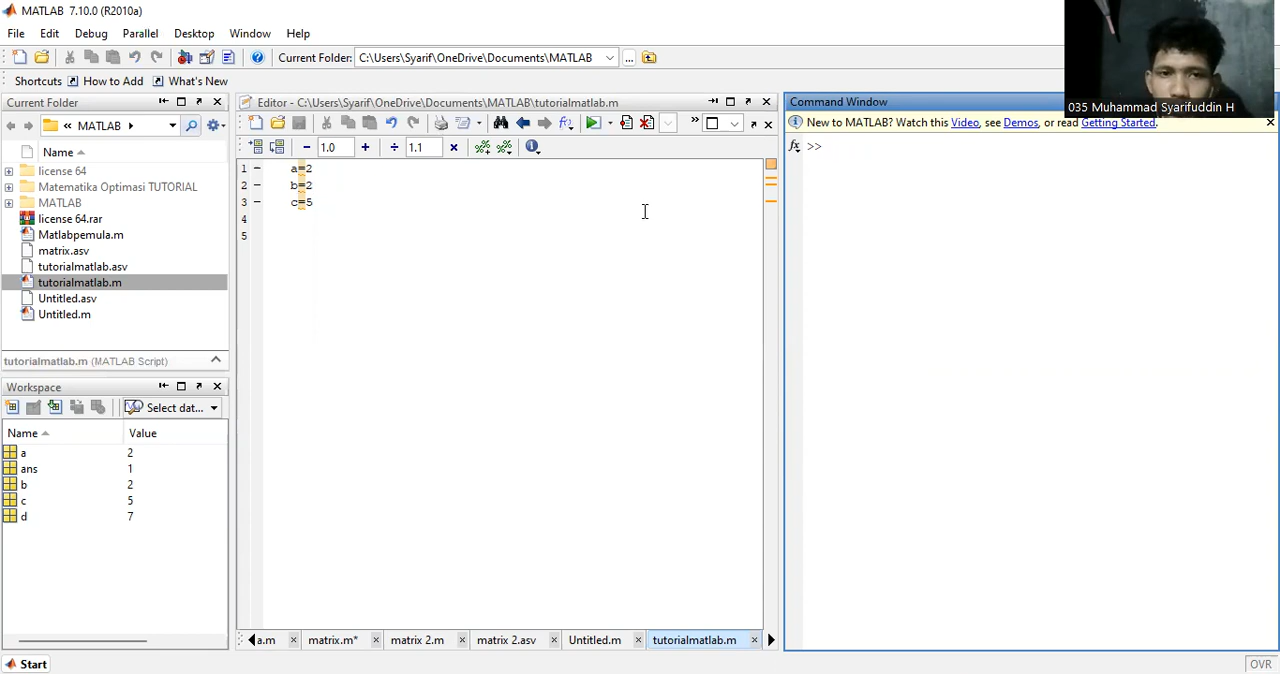 MATLAB 7.10.0 (R2010a)
File Edit Debug Parallel Desktop Window Help
Current Folder: C:\Users\Syarif\OneDrive\Documents\MATLAB ...
Shortcuts How to Add What's New
035 Muhammad Syarifuddin H
Current Folder
« MATLAB
Name
license 64
Matematika Optimasi TUTORIAL
MATLAB
license 64.rar
Matlabpemula.m
matrix.asv
tutorialmatlab.asv
tutorialmatlab.m
Untitled.asv
Untitled.m
tutorialmatlab.m (MATLAB Script)
Workspace
Select dat...
Name Value
a 2
ans 1
b 2
c 5
d 7
Editor - C:\Users\Syarif\OneDrive\Documents\MATLAB\tutorialmatlab.m
»
− 1.0 + ÷ 1.1 ×
1 – a=2
2 – b=2
3 – c=5
4
5
a.m matrix.m* matrix 2.m matrix 2.asv Untitled.m tutorialmatlab.m
Command Window
New to MATLAB? Watch this Video, see Demos, or read Getting Started.
fx >>
Start
OVR